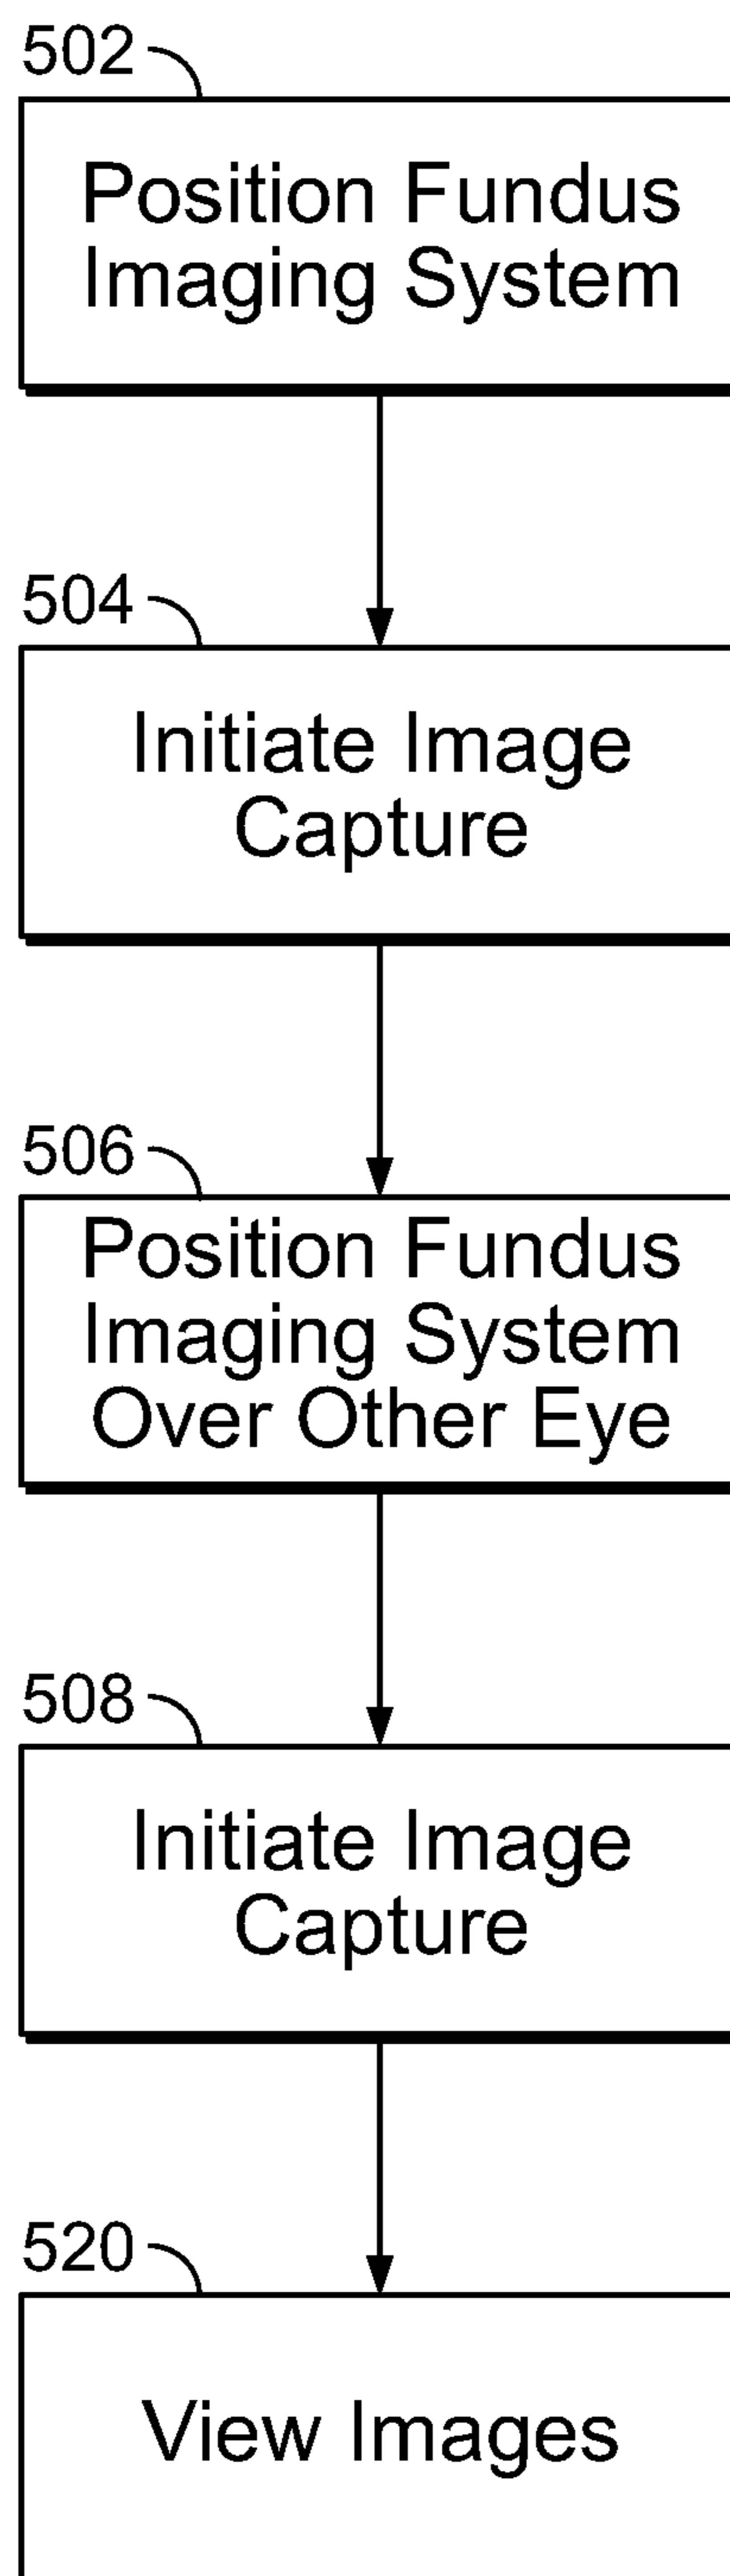 502
Position Fundus
Imaging System
504
Initiate Image
Capture
506
Position Fundus
Imaging System
Over Other Eye
508
Initiate Image
Capture
520
View Images